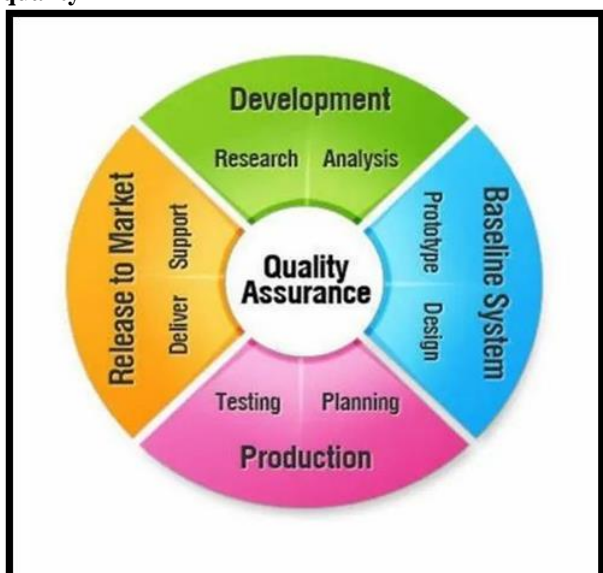 quality
Development
Research Analysis
Baseline System
Prototype
Design
Quality
Assurance
Testing Planning
Production
Release to Market
Support
Deliver